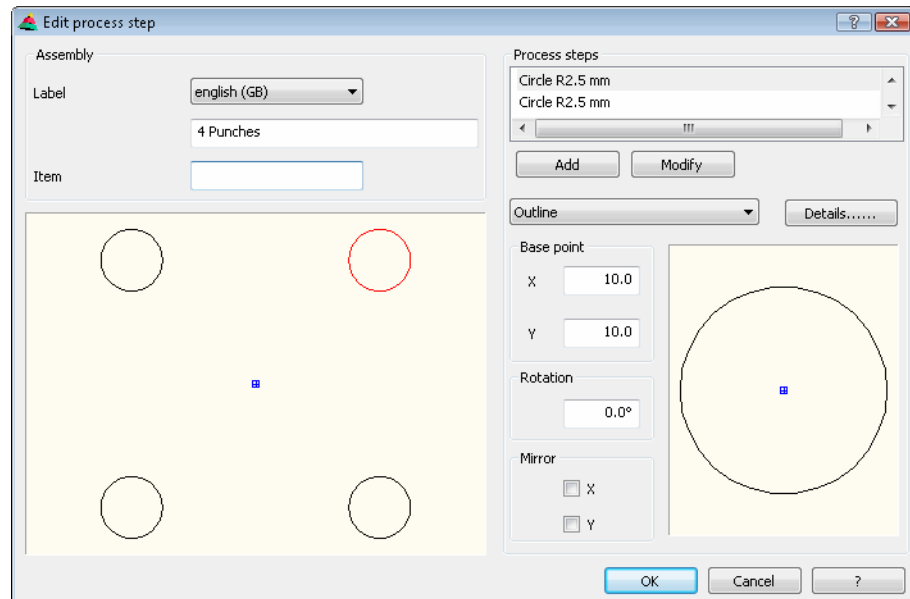 Edit process step
?
Assembly
Label
english (GB)
4 Punches
Item
Process steps
Circle R2.5 mm
Circle R2.5 mm
Add
Modify
Outline
Details......
Base point
X
10.0
Y
10.0
Rotation
0.0°
Mirror
X
Y
OK
Cancel
?